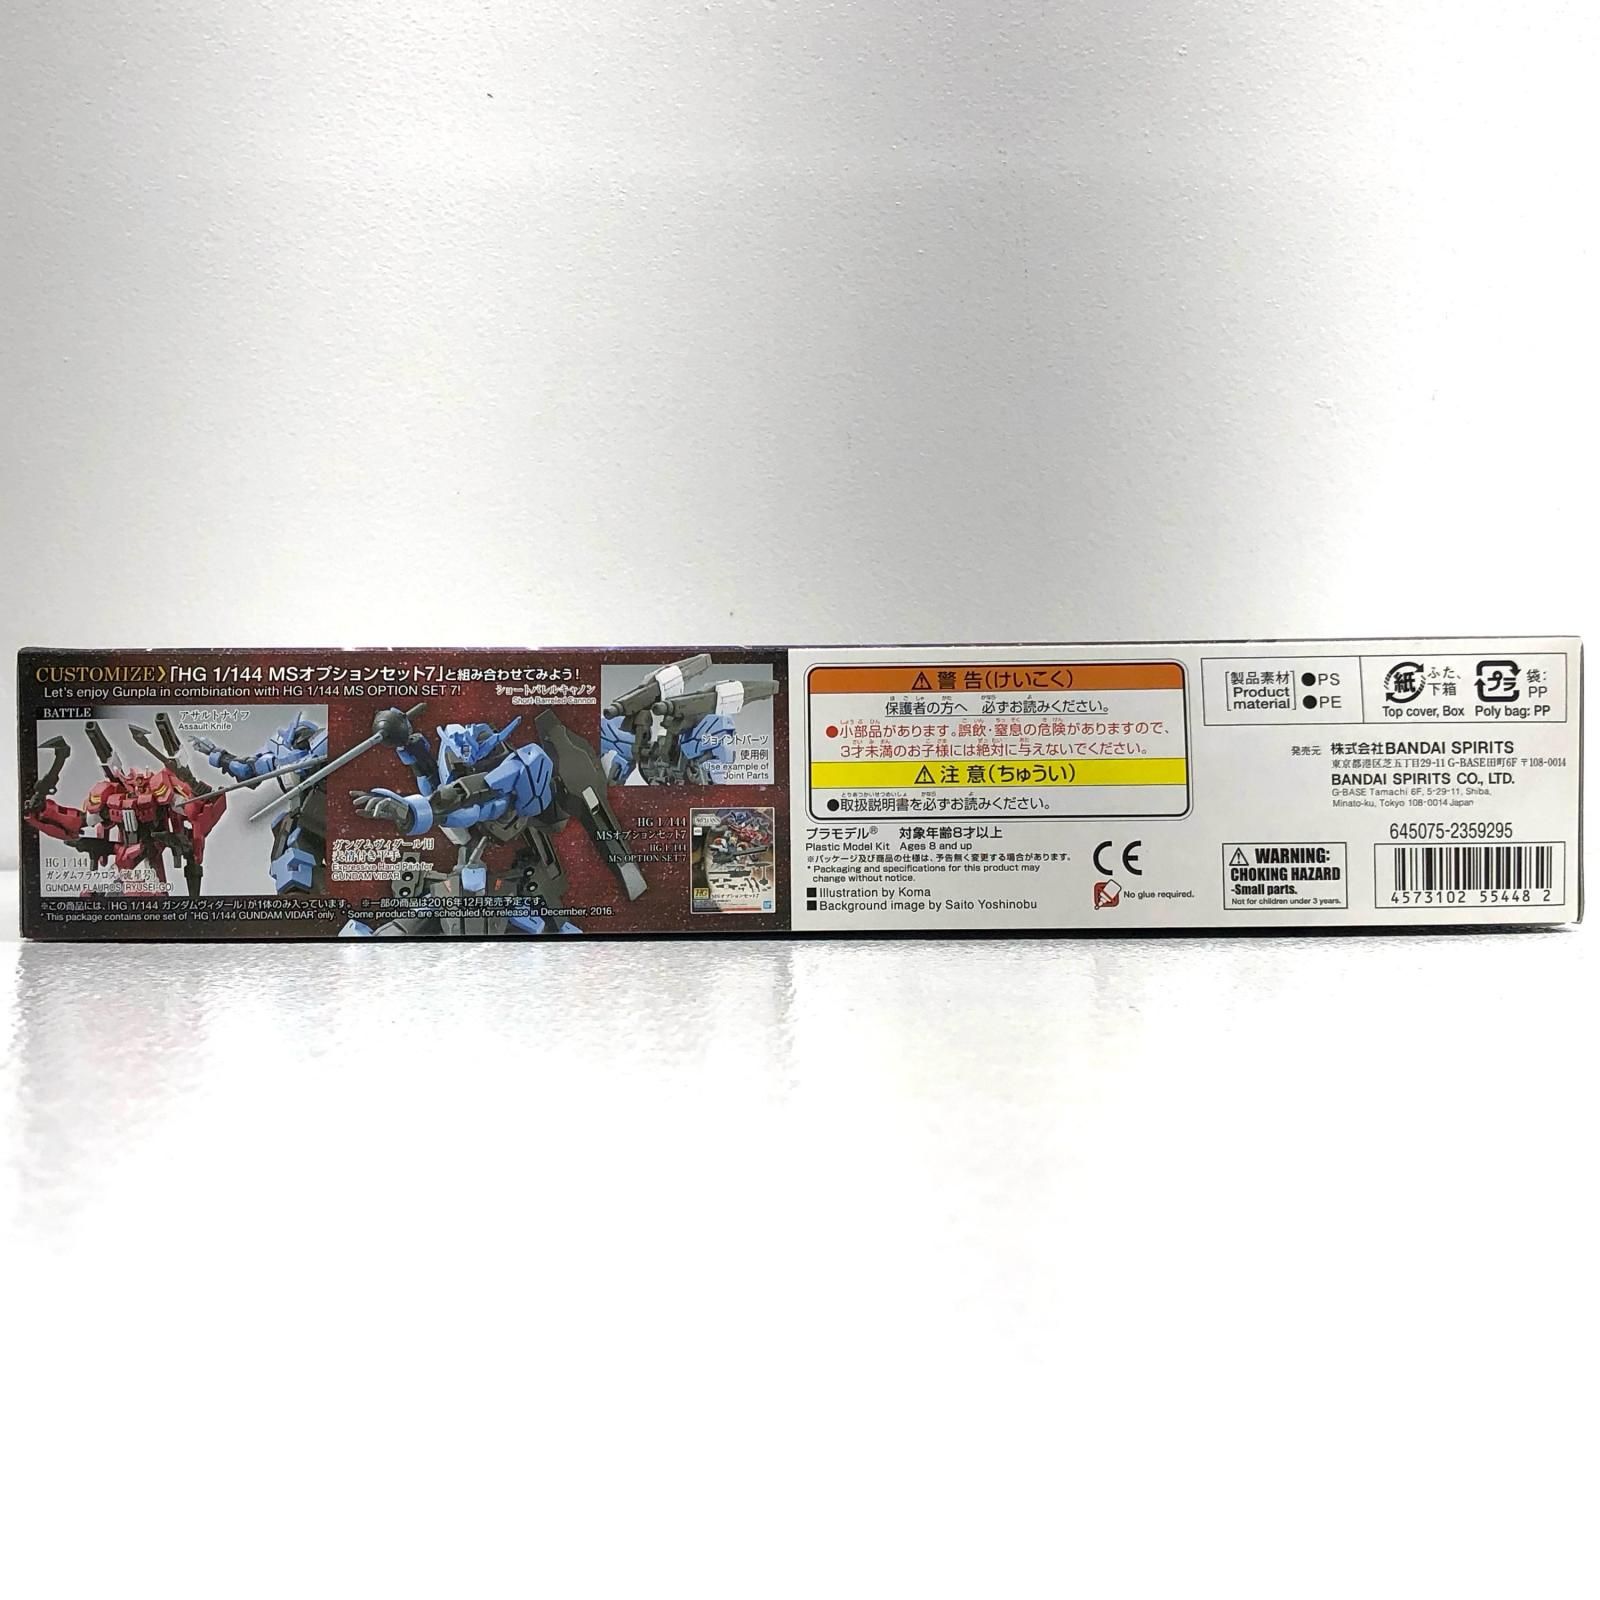 CUSTOMIZE〉「HG 1/144 MSオプションセット7」と組み合わせてみよう!
Let's enjoy Gunpla in combination with HG 1/144 MS OPTION SET 7!
BATTLE
アサルトナイフ
Assault Knife
HG 1/144
ガンダムフラウロス(流星号)
GUNDAM FLAUROS [RYUSEI-GO]
ガンダムヴィダール用
表情付き平手
Expressive Hand Part for
GUNDAM VIDAR
ショートバレルキャノン
Short-Barreled Cannon
ジョイントパーツ
使用例
Use example of
Joint Parts
HG 1/144
MSオプションセット7
HG 1/144
MS OPTION SET 7
※この商品には、「HG 1/144 ガンダムヴィダール」が1体のみ入っています。 ※一部の商品は2016年12月発売予定です。
*This package contains one set of "HG 1/144 GUNDAM VIDAR" only. *Some products are scheduled for release in December, 2016.
⚠ 警告(けいこく)
保護者の方へ 必ずお読みください。
●小部品があります。誤飲・窒息の危険がありますので、
3才未満のお子様には絶対に与えないでください。
⚠ 注意(ちゅうい)
●取扱説明書を必ずお読みください。
プラモデル® 対象年齢8才以上
Plastic Model Kit Ages 8 and up
※パッケージ及び商品の仕様は、予告無く変更する場合があります。
*Packaging and specifications for this product may
change without notice.
■Illustration by Koma
■Background image by Saito Yoshinobu
CE
No glue required.
[製品素材 Product material] ●PS ●PE
紙 ふた、下箱
Top cover, Box
プラ 袋:PP
Poly bag: PP
発売元 株式会社BANDAI SPIRITS
東京都港区芝五丁目29-11 G-BASE田町6F 〒108-0014
BANDAI SPIRITS CO., LTD.
G-BASE Tamachi 6F, 5-29-11, Shiba,
Minato-ku, Tokyo 108-0014 Japan
645075-2359295
⚠ WARNING:
CHOKING HAZARD
-Small parts.
Not for children under 3 years.
4573102 55448 2